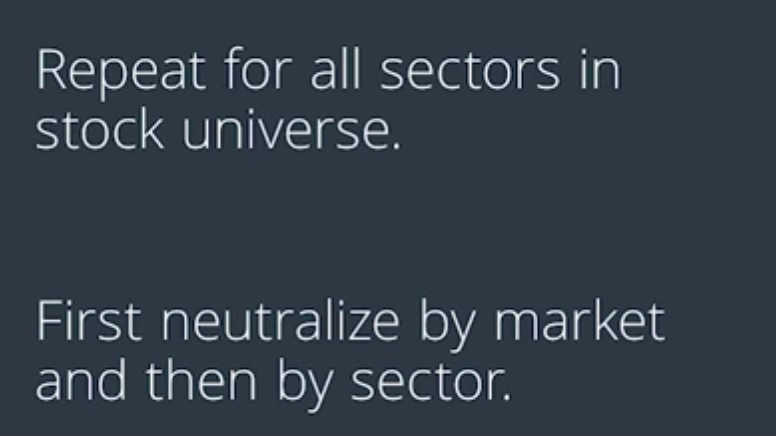 Repeat for all sectors in
stock universe.
First neutralize by market
and then by sector.